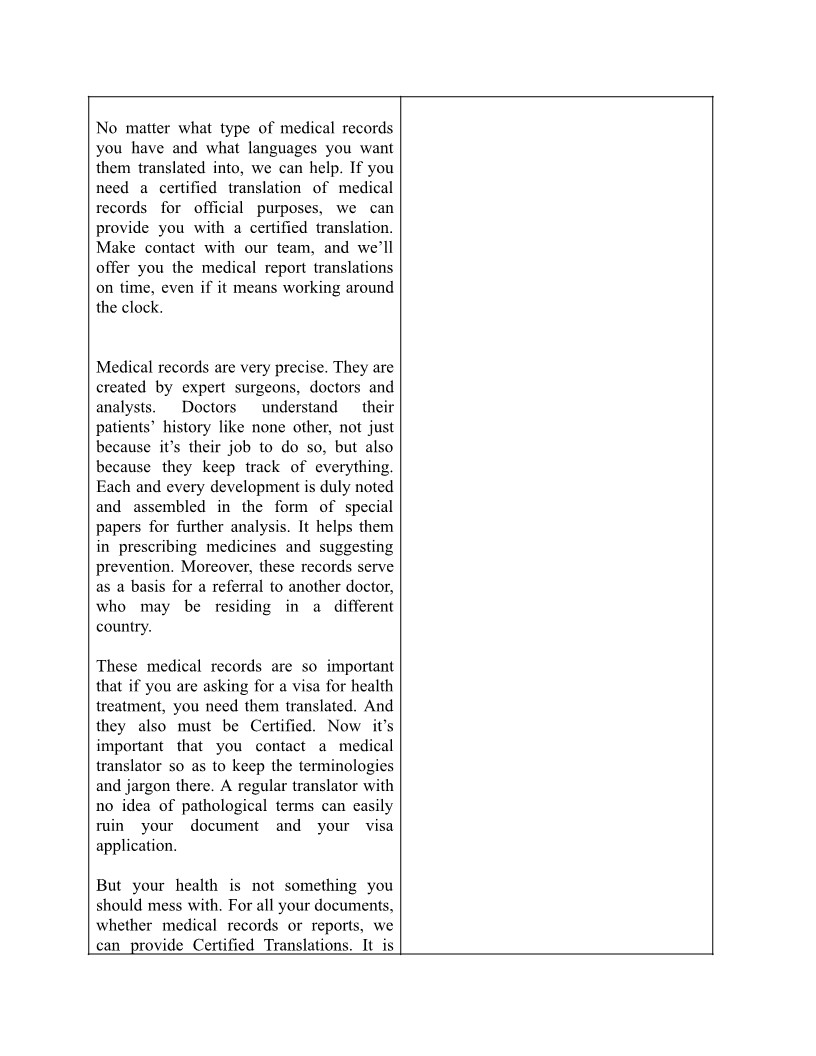 No matter what type of medical records
you have and what languages you want
them translated into, we can help. If you
need a certified translation of medical
records for official purposes, we can
provide you with a certified translation.
Make contact with our team, and we’ll
offer you the medical report translations
on time, even if it means working around
the clock.
Medical records are very precise. They are
created by expert surgeons, doctors and
analysts. Doctors understand their
patients’ history like none other, not just
because it’s their job to do so, but also
because they keep track of everything.
Each and every development is duly noted
and assembled in the form of special
papers for further analysis. It helps them
in prescribing medicines and suggesting
prevention. Moreover, these records serve
as a basis for a referral to another doctor,
who may be residing in a different
country.
These medical records are so important
that if you are asking for a visa for health
treatment, you need them translated. And
they also must be Certified. Now it’s
important that you contact a medical
translator so as to keep the terminologies
and jargon there. A regular translator with
no idea of pathological terms can easily
ruin your document and your visa
application.
But your health is not something you
should mess with. For all your documents,
whether medical records or reports, we
can provide Certified Translations. It is